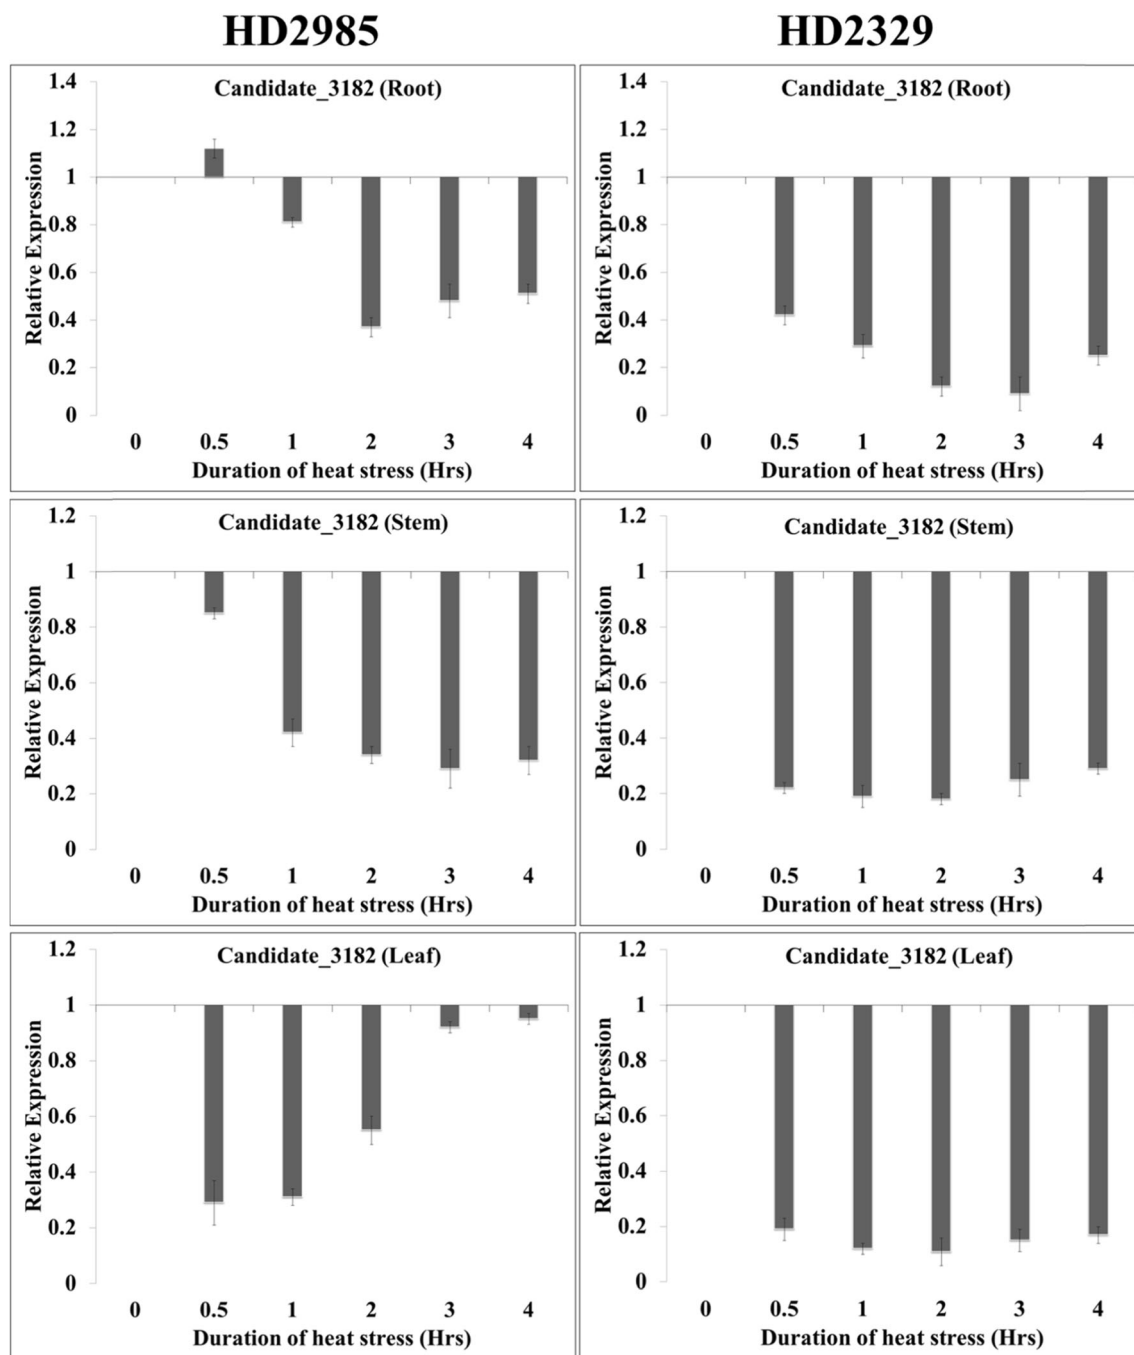 HD2985 HD2329
Candidate_3182 (Root)
Relative Expression
1.4
1.2
1
0.8
0.6
0.4
0.2
0
0 0.5 1 2 3 4
Duration of heat stress (Hrs)
Candidate_3182 (Root)
Relative Expression
1.4
1.2
1
0.8
0.6
0.4
0.2
0
0 0.5 1 2 3 4
Duration of heat stress (Hrs)
Candidate_3182 (Stem)
Relative Expression
1.2
1
0.8
0.6
0.4
0.2
0
0 0.5 1 2 3 4
Duration of heat stress (Hrs)
Candidate_3182 (Stem)
Relative Expression
1.2
1
0.8
0.6
0.4
0.2
0
0 0.5 1 2 3 4
Duration of heat stress (Hrs)
Candidate_3182 (Leaf)
Relative Expression
1.2
1
0.8
0.6
0.4
0.2
0
0 0.5 1 2 3 4
Duration of heat stress (Hrs)
Candidate_3182 (Leaf)
Relative Expression
1.2
1
0.8
0.6
0.4
0.2
0
0 0.5 1 2 3 4
Duration of heat stress (Hrs)